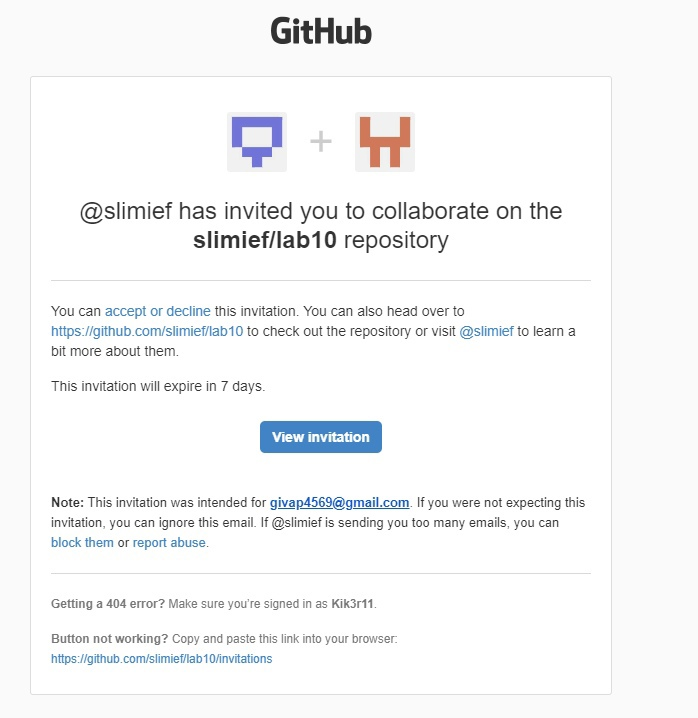 GitHub
+
@slimief has invited you to collaborate on the
slimief/lab10 repository
You can accept or decline this invitation. You can also head over to
https://github.com/slimief/lab10 to check out the repository or visit @slimief to learn a
bit more about them.
This invitation will expire in 7 days.
View invitation
Note: This invitation was intended for givap4569@gmail.com. If you were not expecting this
invitation, you can ignore this email. If @slimief is sending you too many emails, you can
block them or report abuse.
Getting a 404 error? Make sure you’re signed in as Kik3r11.
Button not working? Copy and paste this link into your browser:
https://github.com/slimief/lab10/invitations